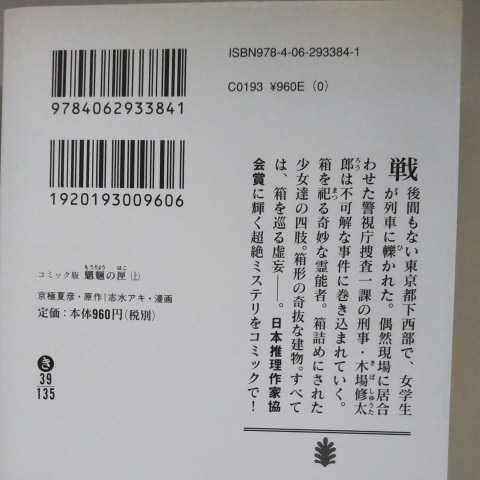 ISBN978-4-06-293384-1
C0193 ¥960E (0)
9784062933841
1920193009606
もうりょう はこ
コミック版 魍魎の匣（上）
京極夏彦・原作｜志水アキ・漫画
定価：本体960円（税別）
き
39
135
戦後間もない東京都下西部で、女学生
が列車に轢かれた。偶然現場に居合
わせた警視庁捜査一課の刑事・木場修太
郎は不可解な事件に巻き込まれていく。
箱を祀る奇妙な霊能者。箱詰めにされた
少女達の四肢。箱形の奇抜な建物。すべて
は、箱を巡る虚妄――。日本推理作家協
会賞に輝く超絶ミステリをコミックで！